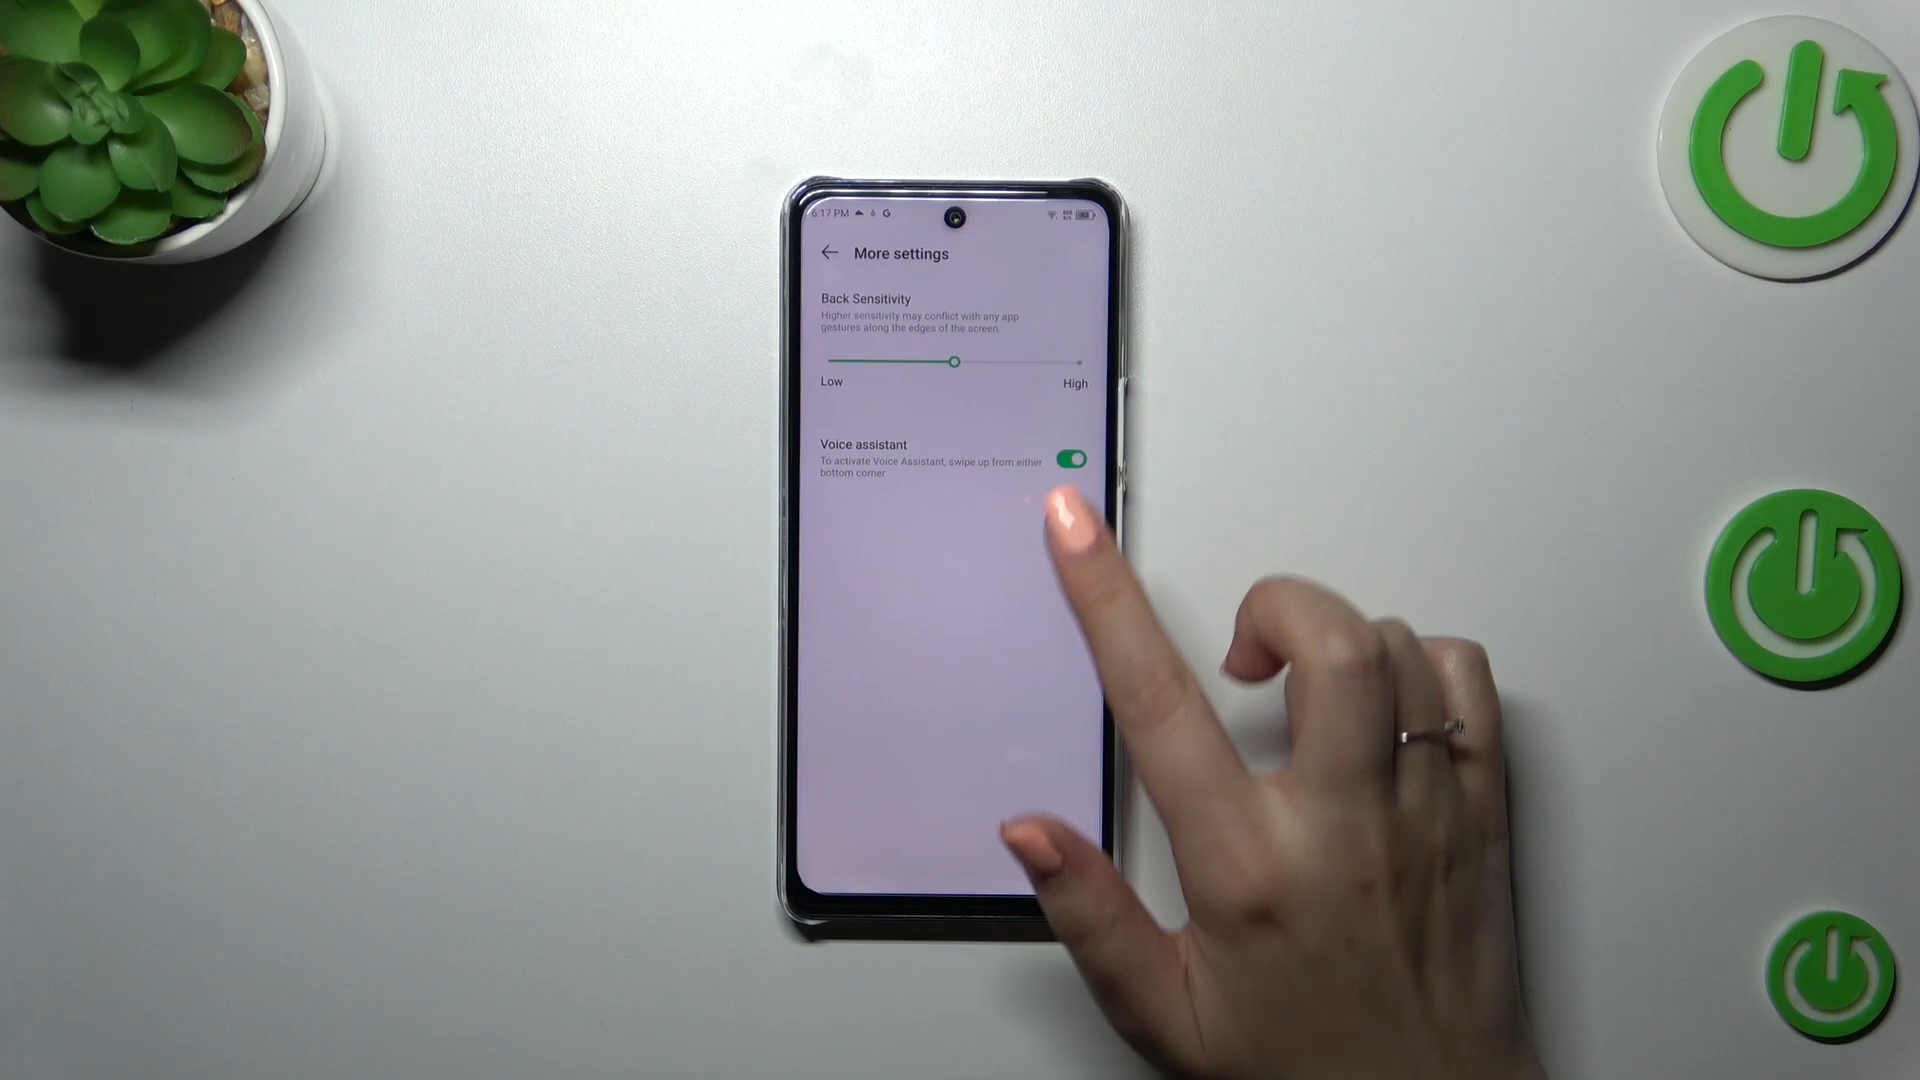 6:17 PM
More settings
Back Sensitivity
Higher sensitivity may conflict with any app
gestures along the edges of the screen.
Low
High
Voice assistant
To activate Voice Assistant, swipe up from either
bottom corner